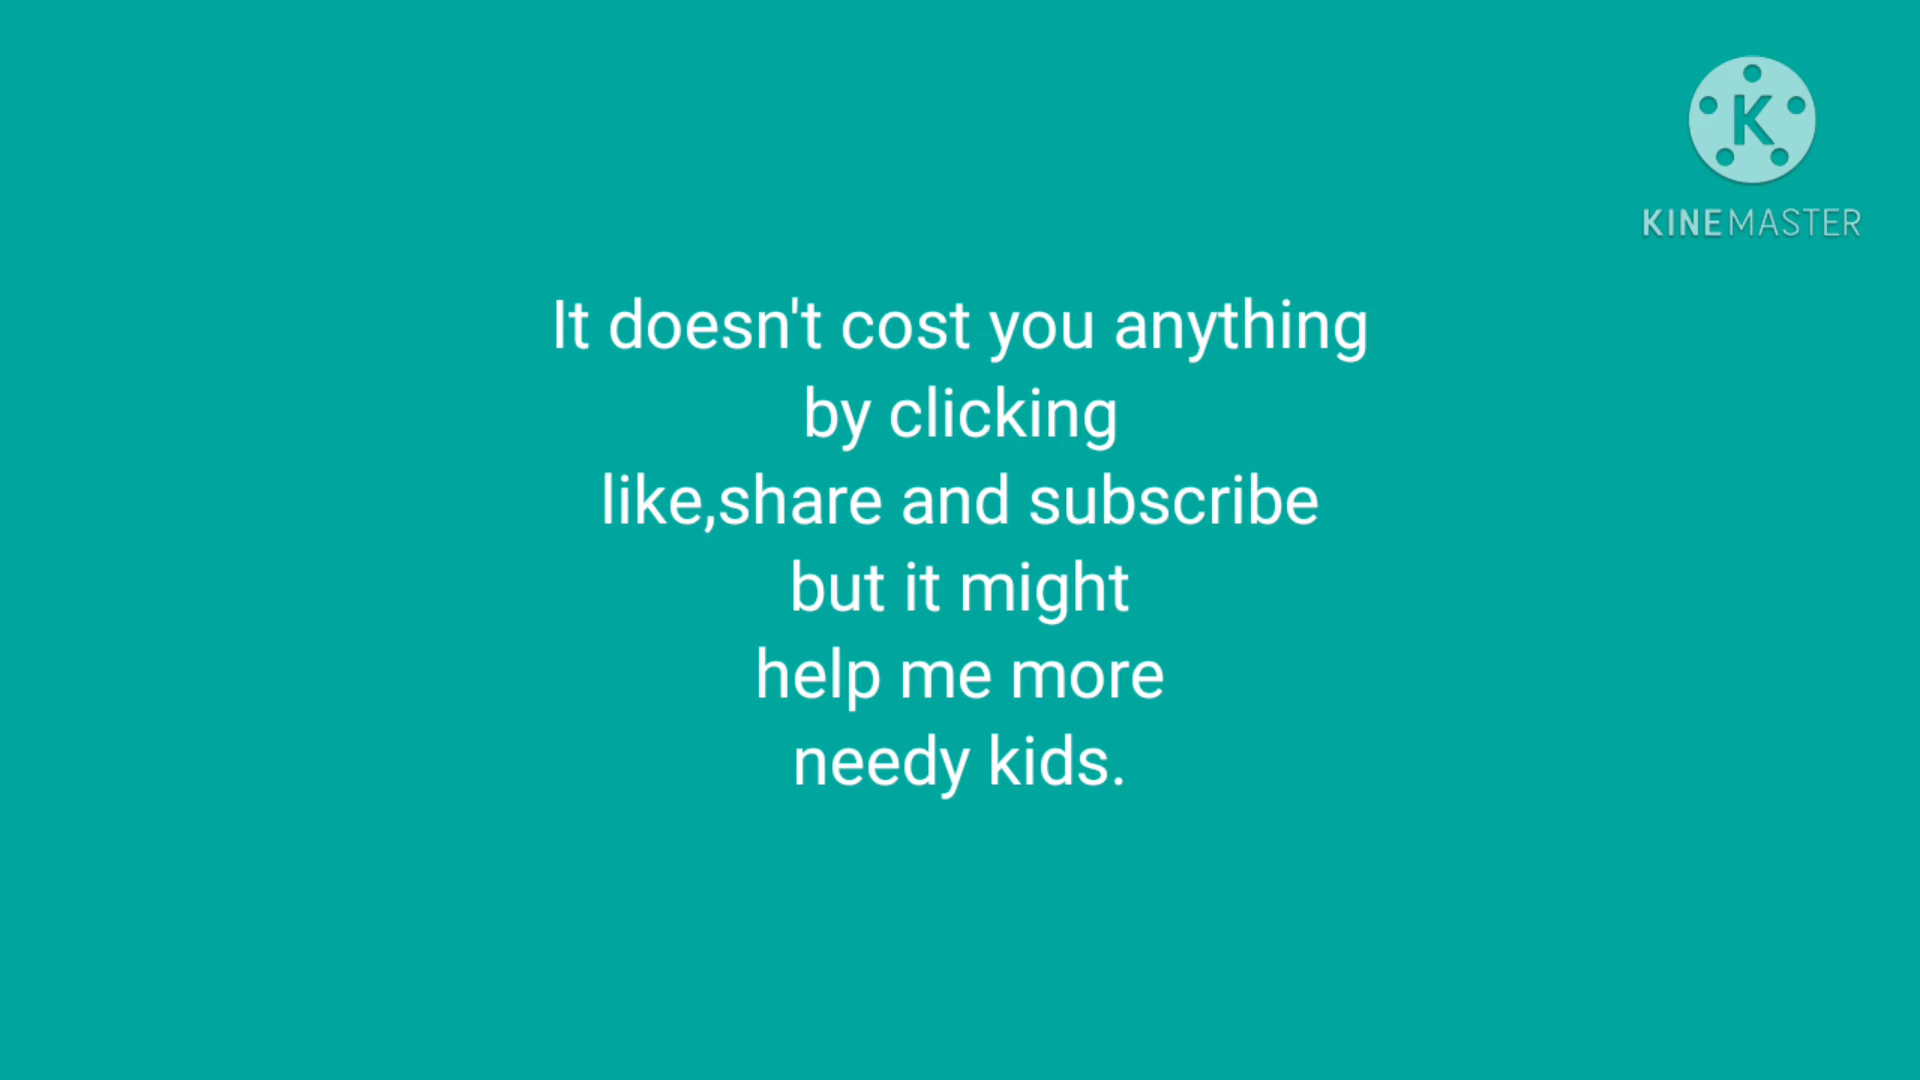 K
KINEMASTER
It doesn't cost you anything
by clicking
like,share and subscribe
but it might
help me more
needy kids.